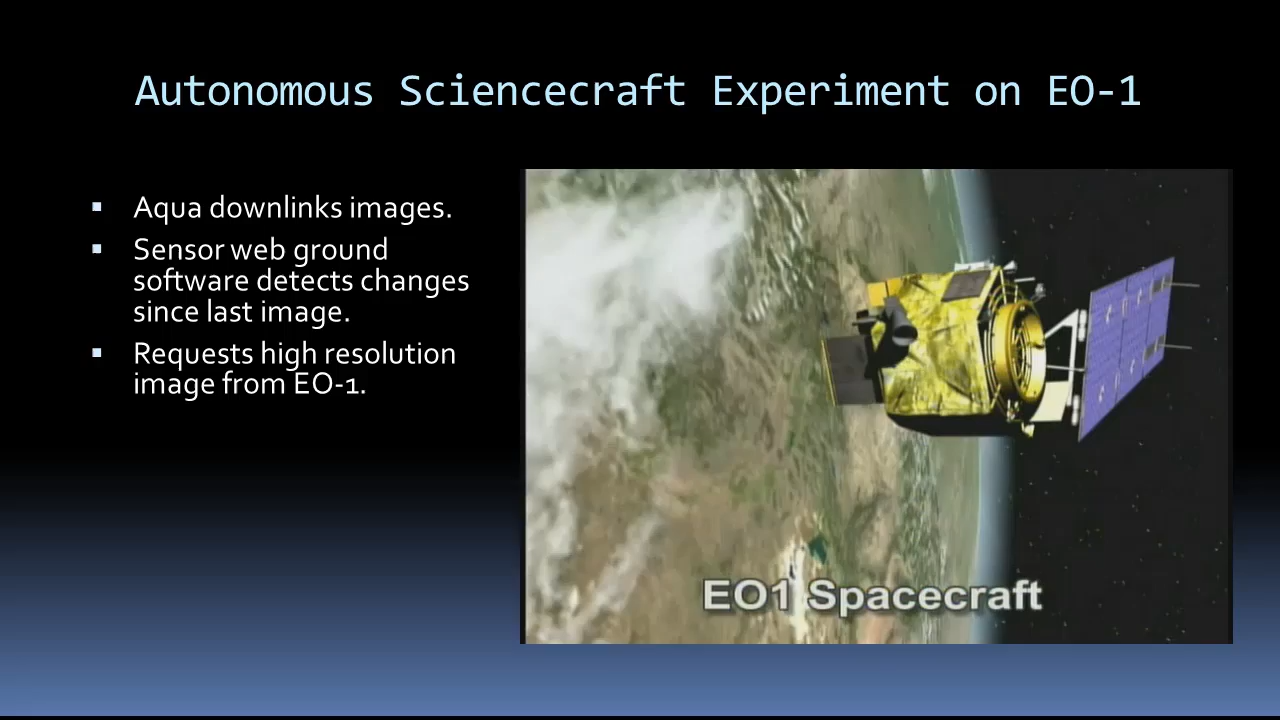 Autonomous Sciencecraft Experiment on EO-1
Aqua downlinks images.
Sensor web ground
software detects changes
since last image.
Requests high resolution
image from EO-1.
EO1 Spacecraft